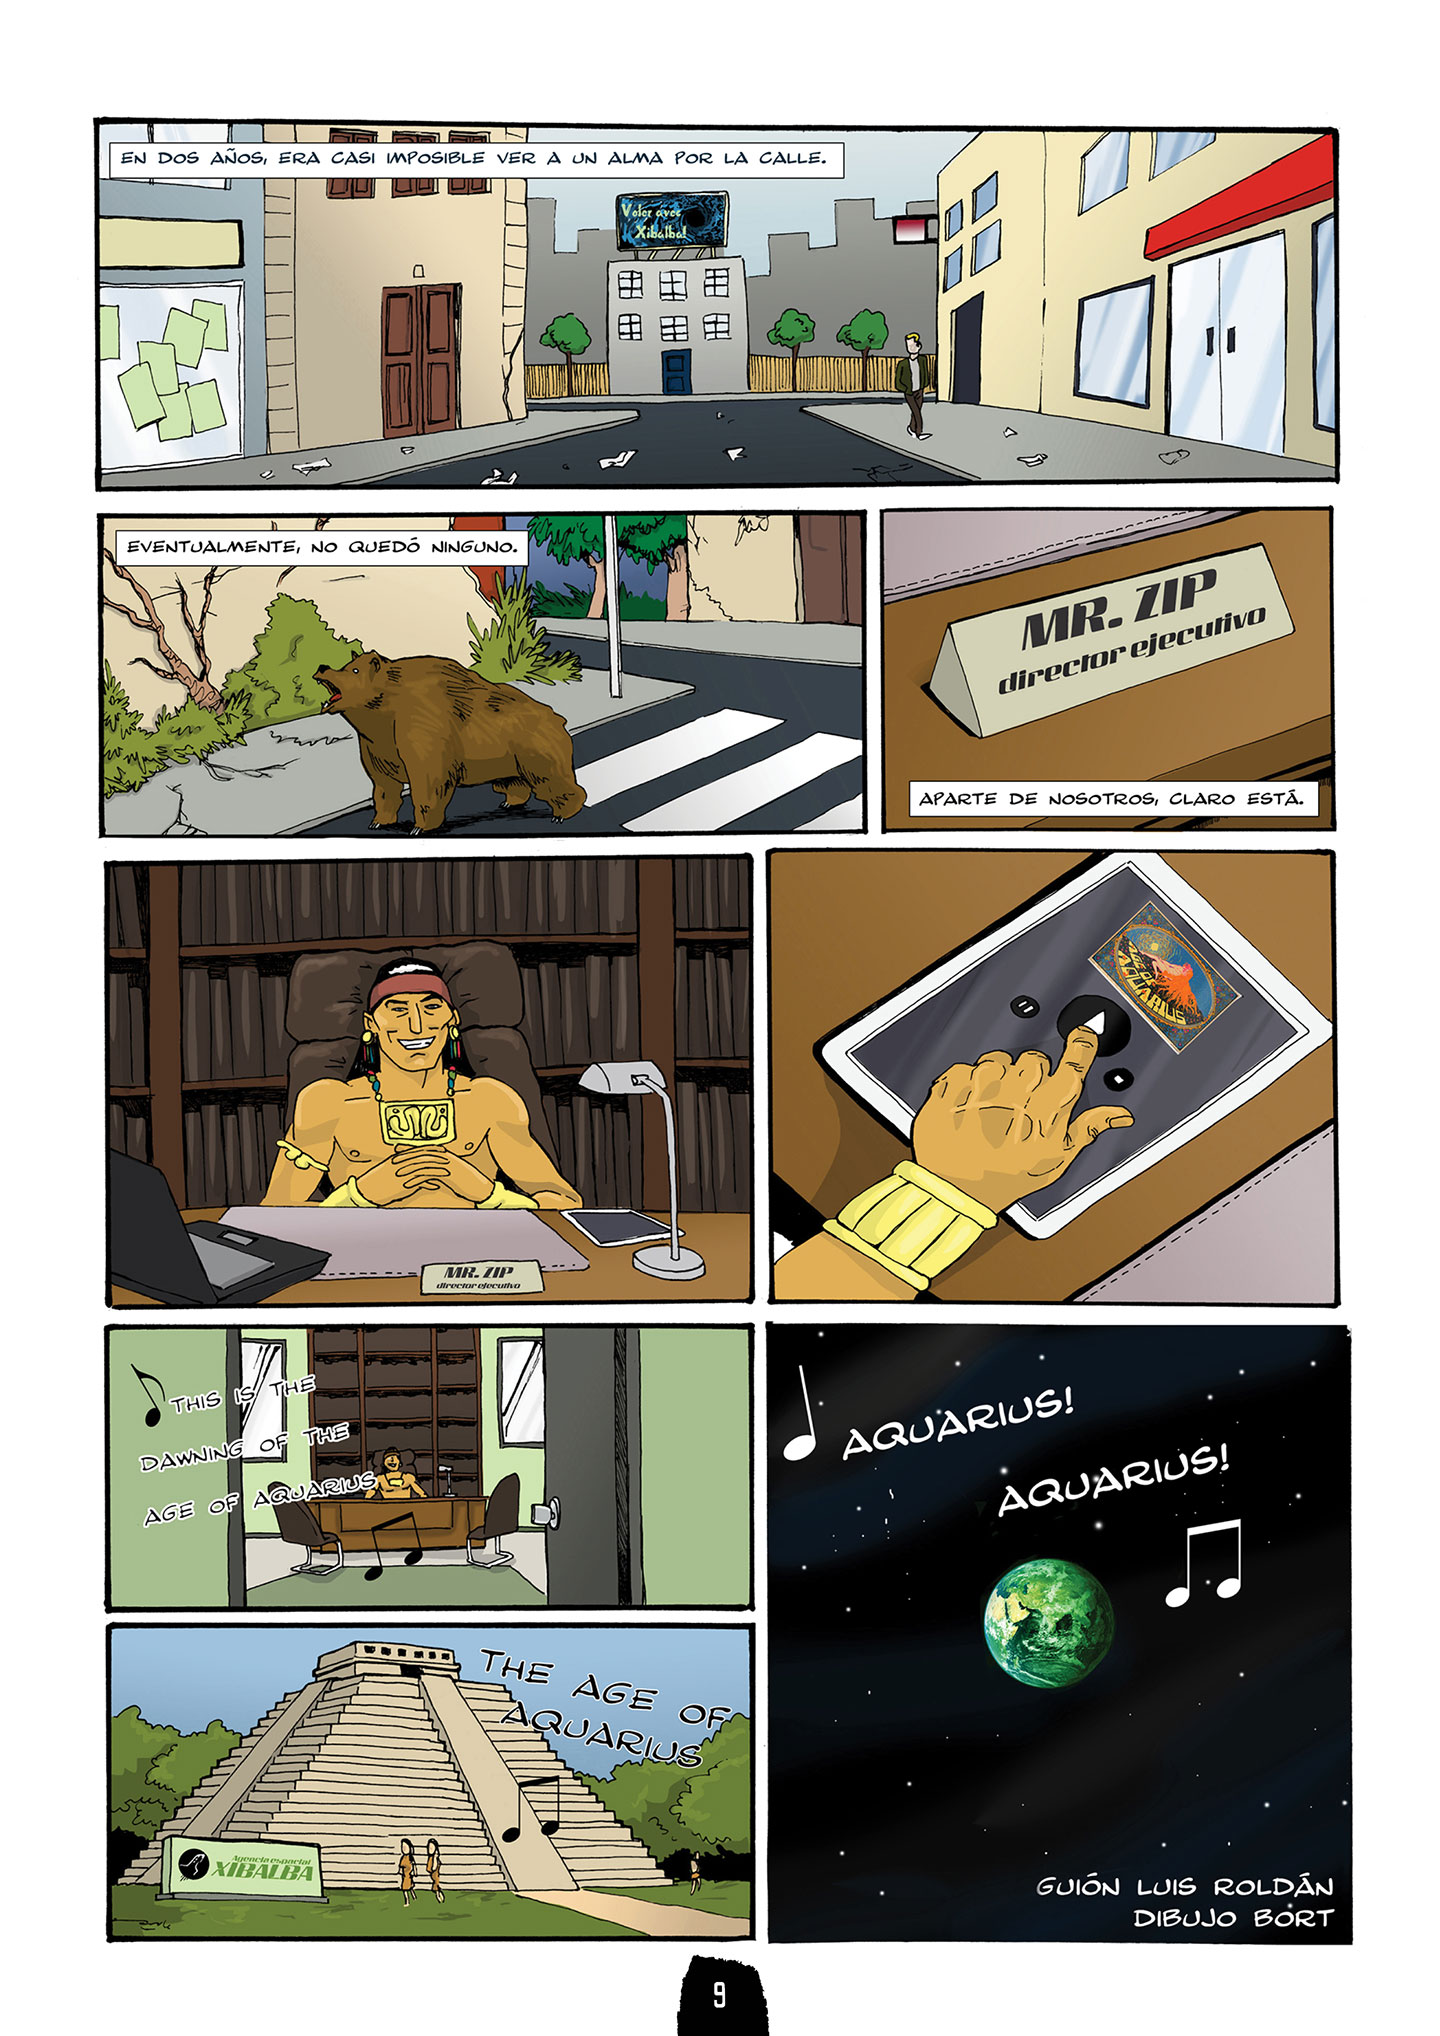 EN DOS AÑOS, ERA CASI IMPOSIBLE VER A UN ALMA POR LA CALLE.
Voler avec
Xibalba!
EVENTUALMENTE, NO QUEDÓ NINGUNO.
MR. ZIP
director ejecutivo
APARTE DE NOSOTROS, CLARO ESTÁ.
MR. ZIP
director ejecutivo
AGE OF
AQUARIUS
THIS IS THE
DAWNING OF THE
AGE OF AQUARIUS
THE AGE OF
AQUARIUS
Agencia espacial
XIBALBA
AQUARIUS!
AQUARIUS!
GUIÓN LUIS ROLDÁN
DIBUJO BORT
9